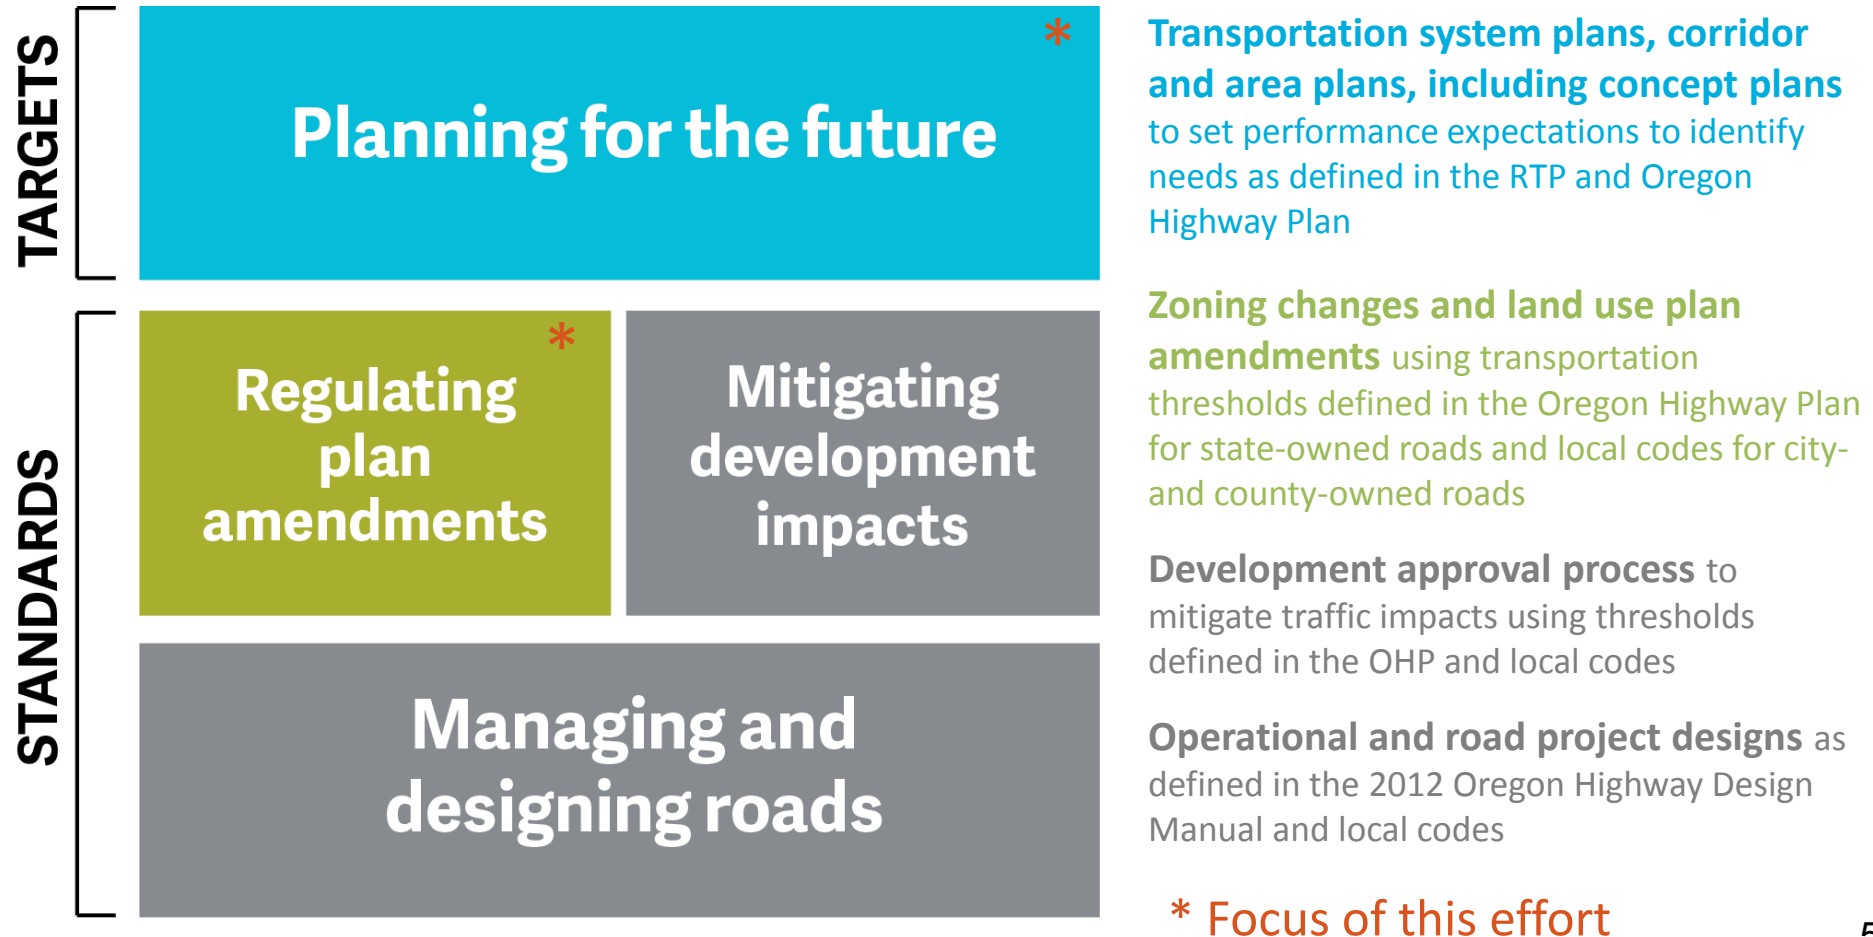 TARGETS
*
Planning for the future
Transportation system plans, corridor
and area plans, including concept plans
to set performance expectations to identify
needs as defined in the RTP and Oregon
Highway Plan
STANDARDS
*
Regulating
plan
amendments
Mitigating
development
impacts
Managing and
designing roads
Zoning changes and land use plan
amendments using transportation
thresholds defined in the Oregon Highway Plan
for state-owned roads and local codes for city-
and county-owned roads
Development approval process to
mitigate traffic impacts using thresholds
defined in the OHP and local codes
Operational and road project designs as
defined in the 2012 Oregon Highway Design
Manual and local codes
* Focus of this effort